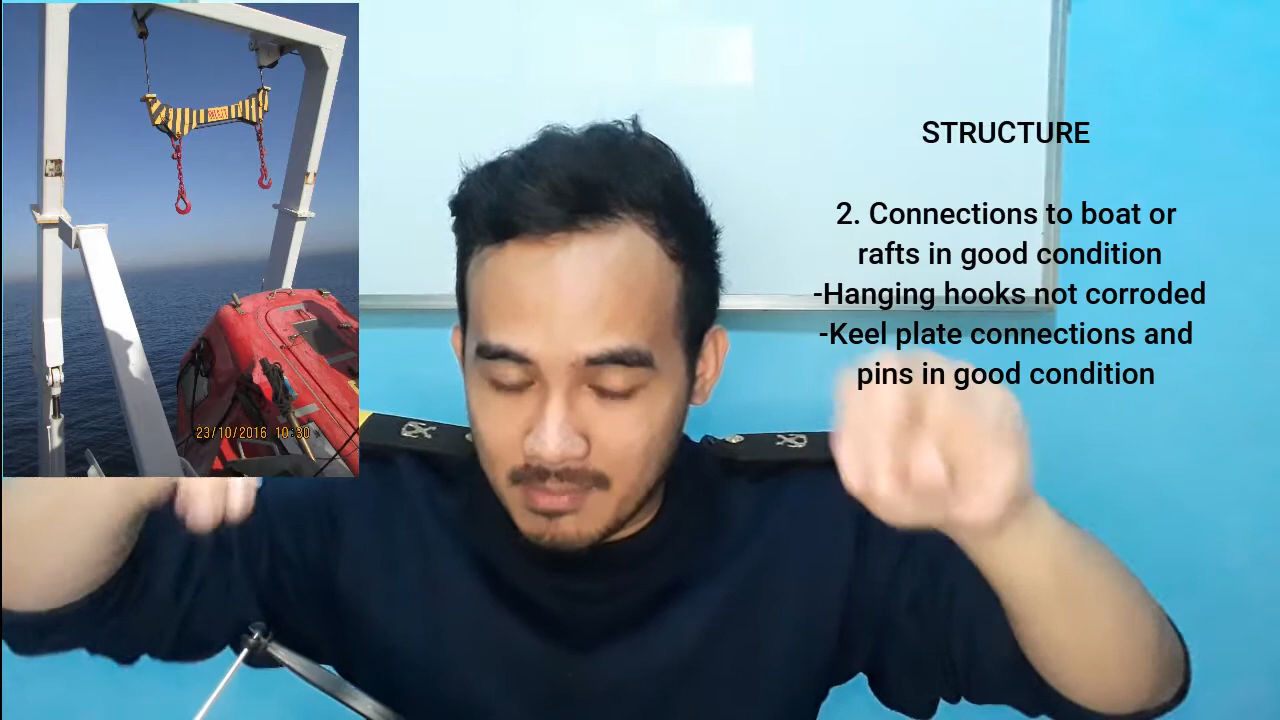 STRUCTURE
2. Connections to boat or
rafts in good condition
-Hanging hooks not corroded
-Keel plate connections and
pins in good condition
23/10/2016 10:30